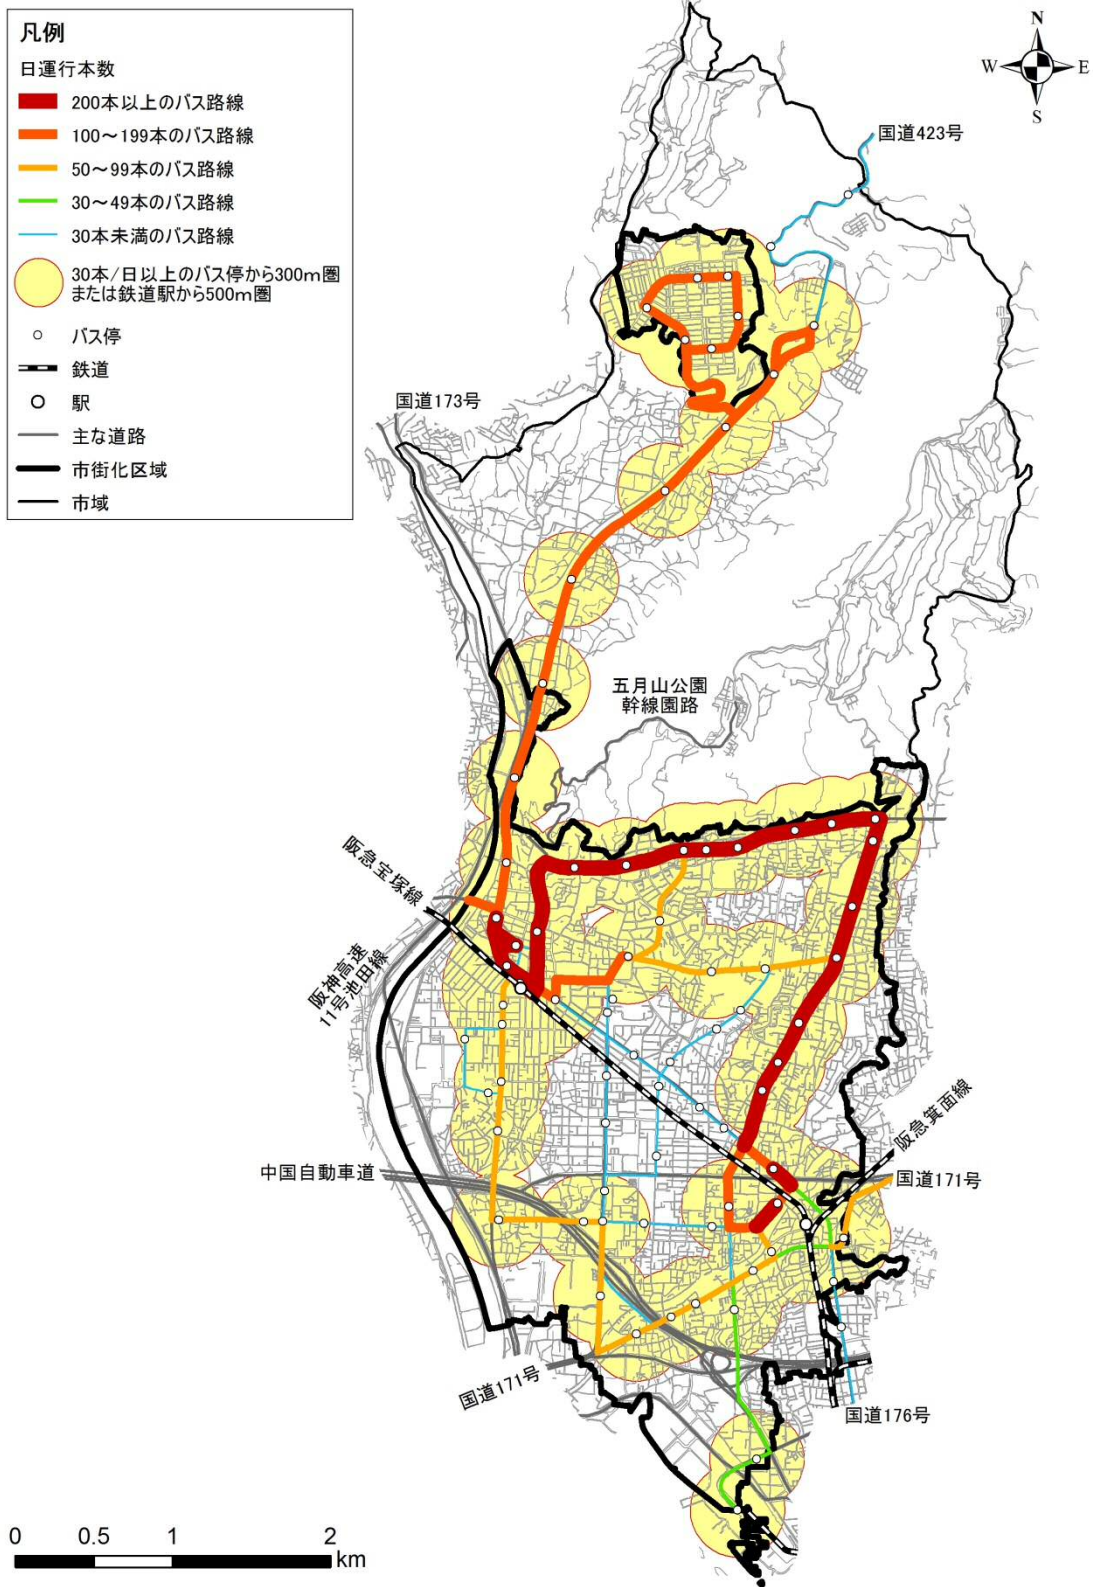 凡例
日運行本数
200本以上のバス路線
100～199本のバス路線
50～99本のバス路線
30～49本のバス路線
30本未満のバス路線
30本/日以上のバス停から300m圏
または鉄道駅から500m圏
バス停
鉄道
駅
主な道路
市街化区域
市域
N
W
E
S
国道423号
国道173号
五月山公園
幹線園路
阪急宝塚線
阪神高速
11号池田線
中国自動車道
阪急箕面線
国道171号
国道171号
国道176号
0 0.5 1 2
km